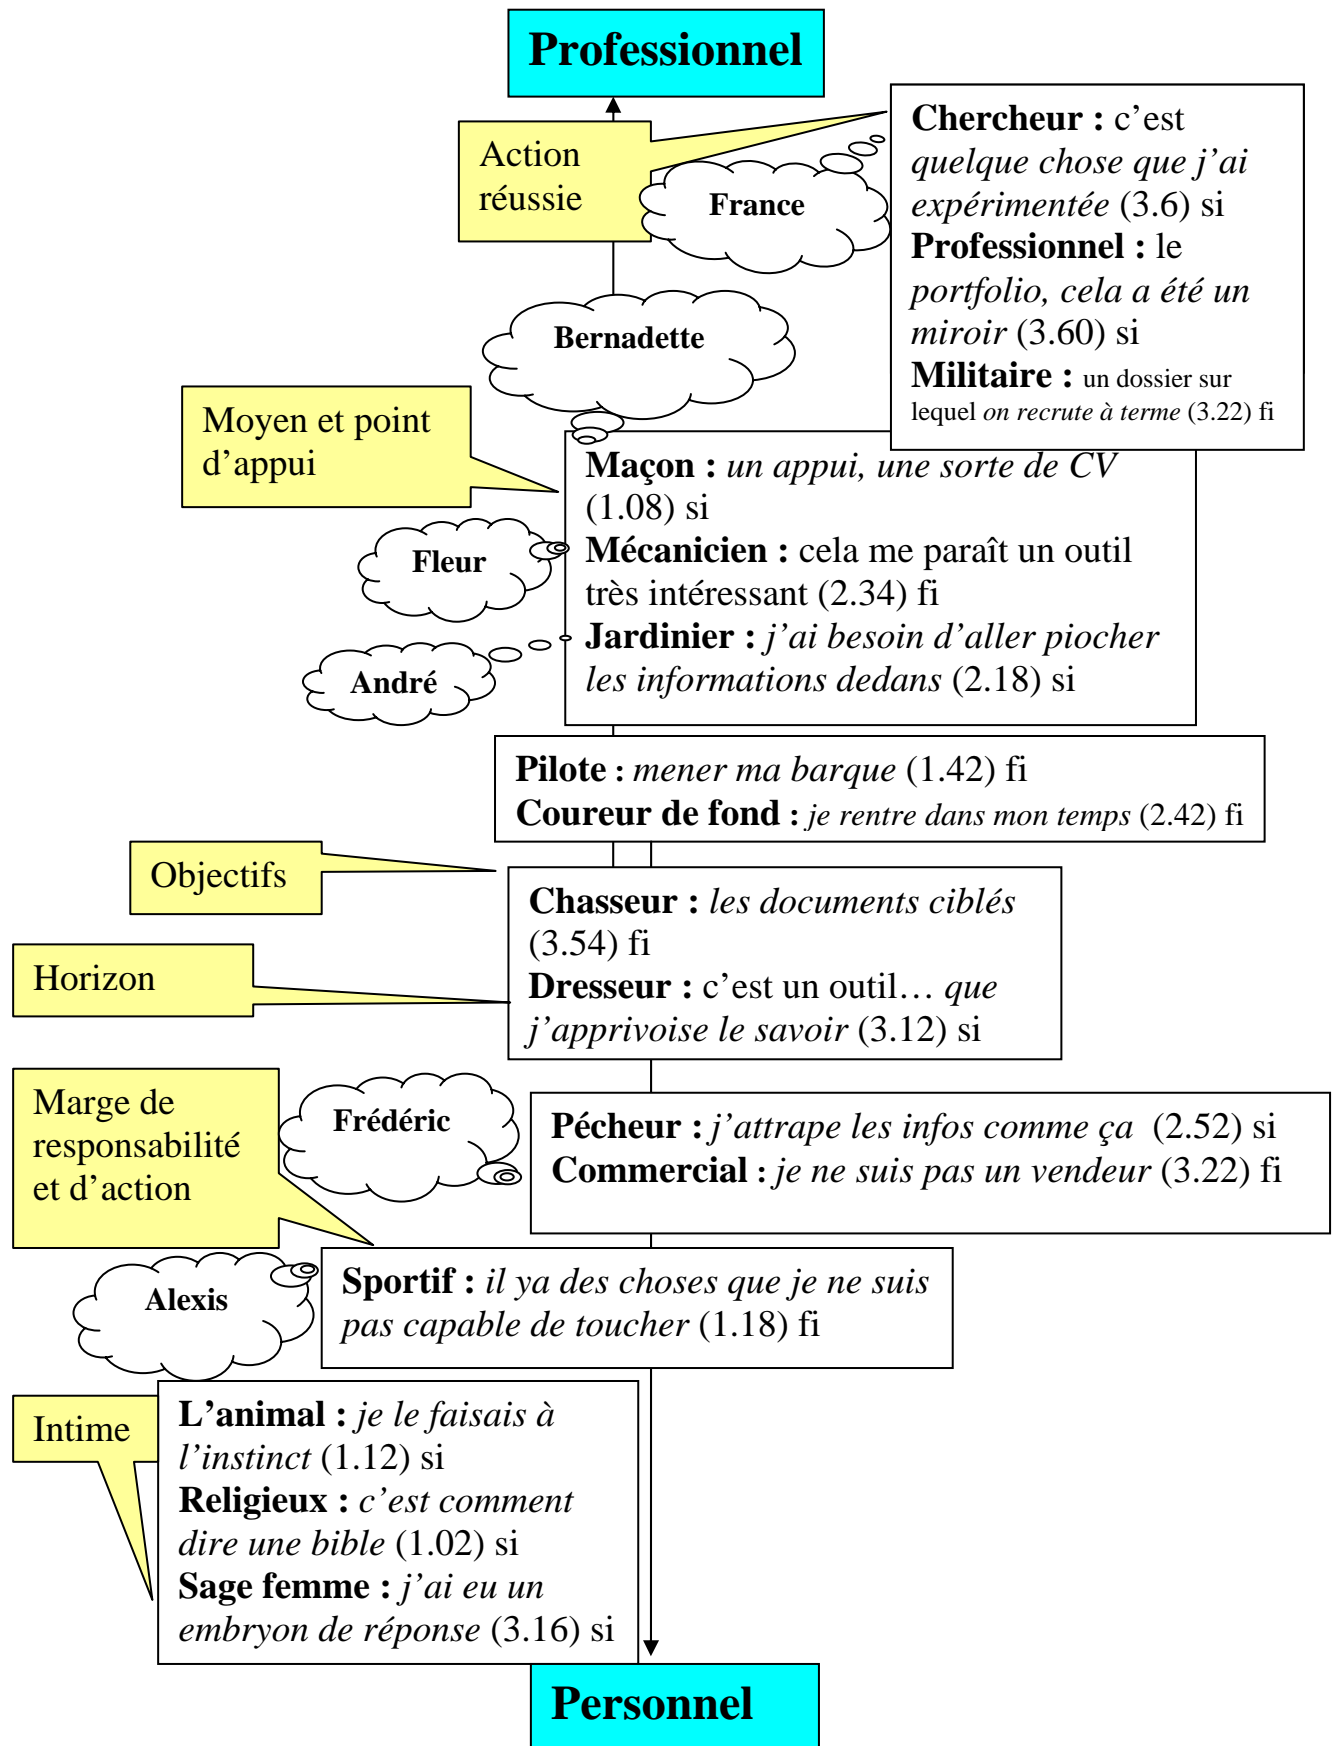 Professionnel
Action
réussie
France
Chercheur : c’est
quelque chose que j’ai
expérimentée (3.6) si
Professionnel : le
portfolio, cela a été un
miroir (3.60) si
Militaire : un dossier sur
lequel on recrute à terme (3.22) fi
Bernadette
Moyen et point
d’appui
Maçon : un appui, une sorte de CV
(1.08) si
Mécanicien : cela me paraît un outil
très intéressant (2.34) fi
Jardinier : j’ai besoin d’aller piocher
les informations dedans (2.18) si
Fleur
André
Pilote : mener ma barque (1.42) fi
Coureur de fond : je rentre dans mon temps (2.42) fi
Objectifs
Chasseur : les documents ciblés
(3.54) fi
Dresseur : c’est un outil… que
j’apprivoise le savoir (3.12) si
Horizon
Marge de
responsabilité
et d’action
Frédéric
Pécheur : j’attrape les infos comme ça (2.52) si
Commercial : je ne suis pas un vendeur (3.22) fi
Alexis
Sportif : il ya des choses que je ne suis
pas capable de toucher (1.18) fi
Intime
L’animal : je le faisais à
l’instinct (1.12) si
Religieux : c’est comment
dire une bible (1.02) si
Sage femme : j’ai eu un
embryon de réponse (3.16) si
Personnel